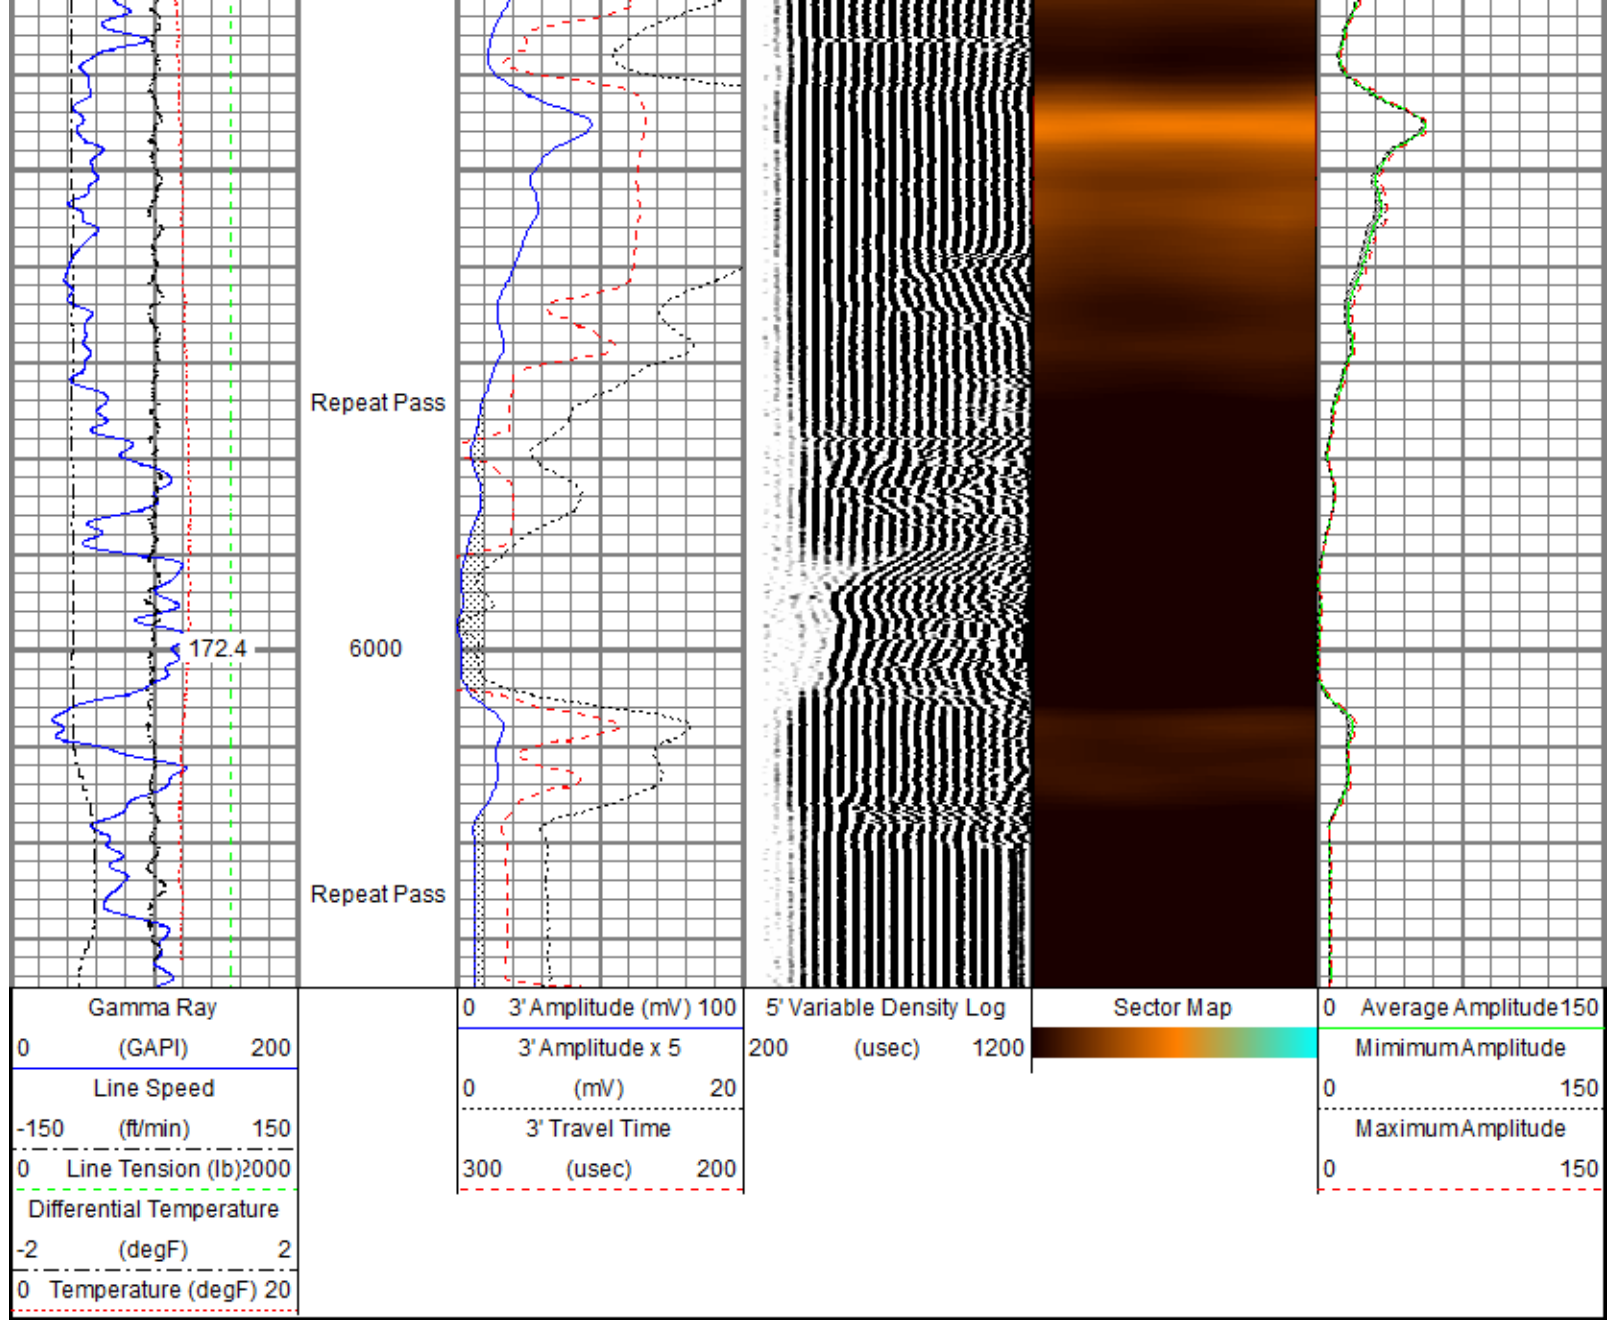 Repeat Pass
172.4
6000
Repeat Pass
Gamma Ray
0 (GAPI) 200
Line Speed
-150 (ft/min) 150
0 Line Tension (lb) 2000
Differential Temperature
-2 (degF) 2
0 Temperature (degF) 20
0 3' Amplitude (mV) 100
3' Amplitude x 5
0 (mV) 20
3' Travel Time
300 (usec) 200
5' Variable Density Log
200 (usec) 1200
Sector Map
0 Average Amplitude 150
Mimimum Amplitude
0 150
Maximum Amplitude
0 150